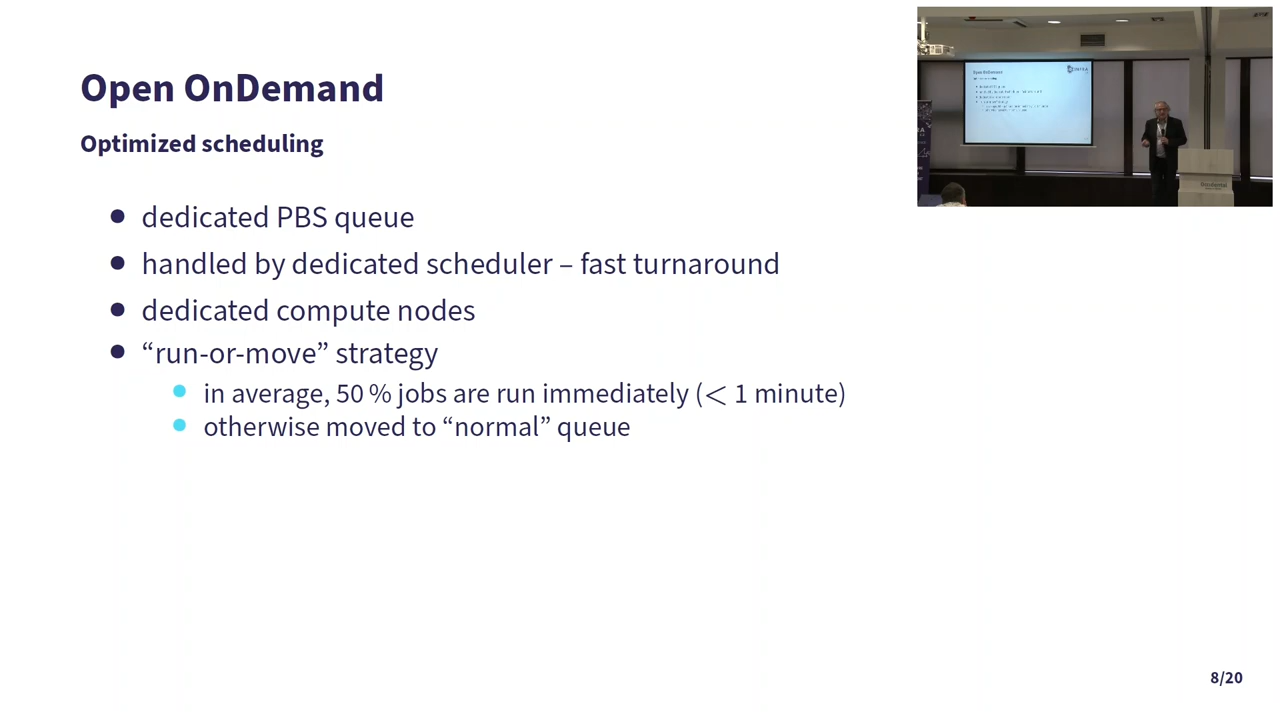 Open OnDemand
Optimized scheduling
dedicated PBS queue
handled by dedicated scheduler – fast turnaround
dedicated compute nodes
“run-or-move” strategy
in average, 50 % jobs are run immediately (< 1 minute)
otherwise moved to “normal” queue
8/20